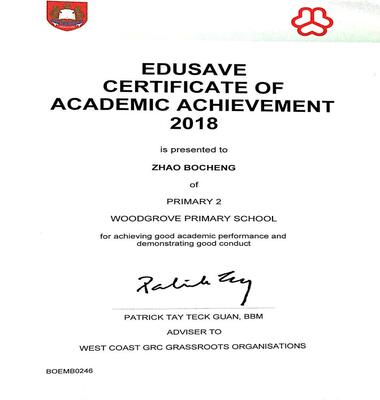 EDUSAVE
CERTIFICATE OF
ACADEMIC ACHIEVEMENT
2018
is presented to
ZHAO BOCHENG
of
PRIMARY 2
WOODGROVE PRIMARY SCHOOL
for achieving good academic performance and
demonstrating good conduct
Patrick Tay
PATRICK TAY TECK GUAN, BBM
ADVISER TO
WEST COAST GRC GRASSROOTS ORGANISATIONS
BOEMB0246